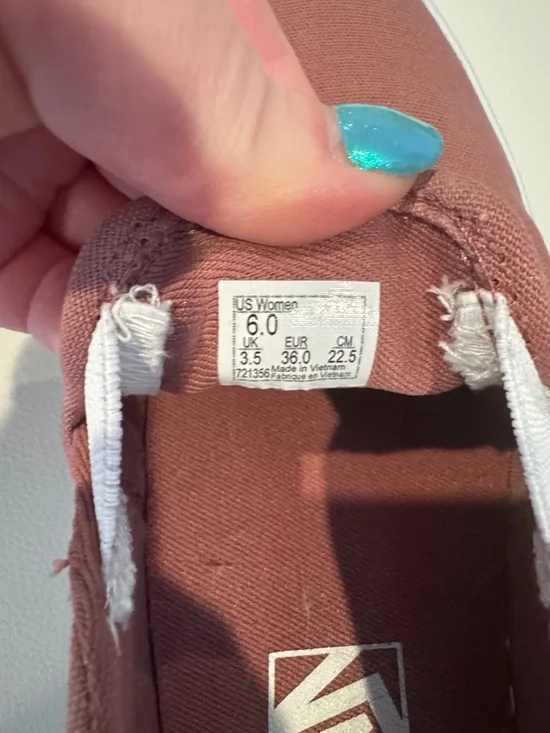 US Women
6.0
UK EUR CM
3.5 36.0 22.5
721356 Made in Vietnam
Fabrique en Vietnam